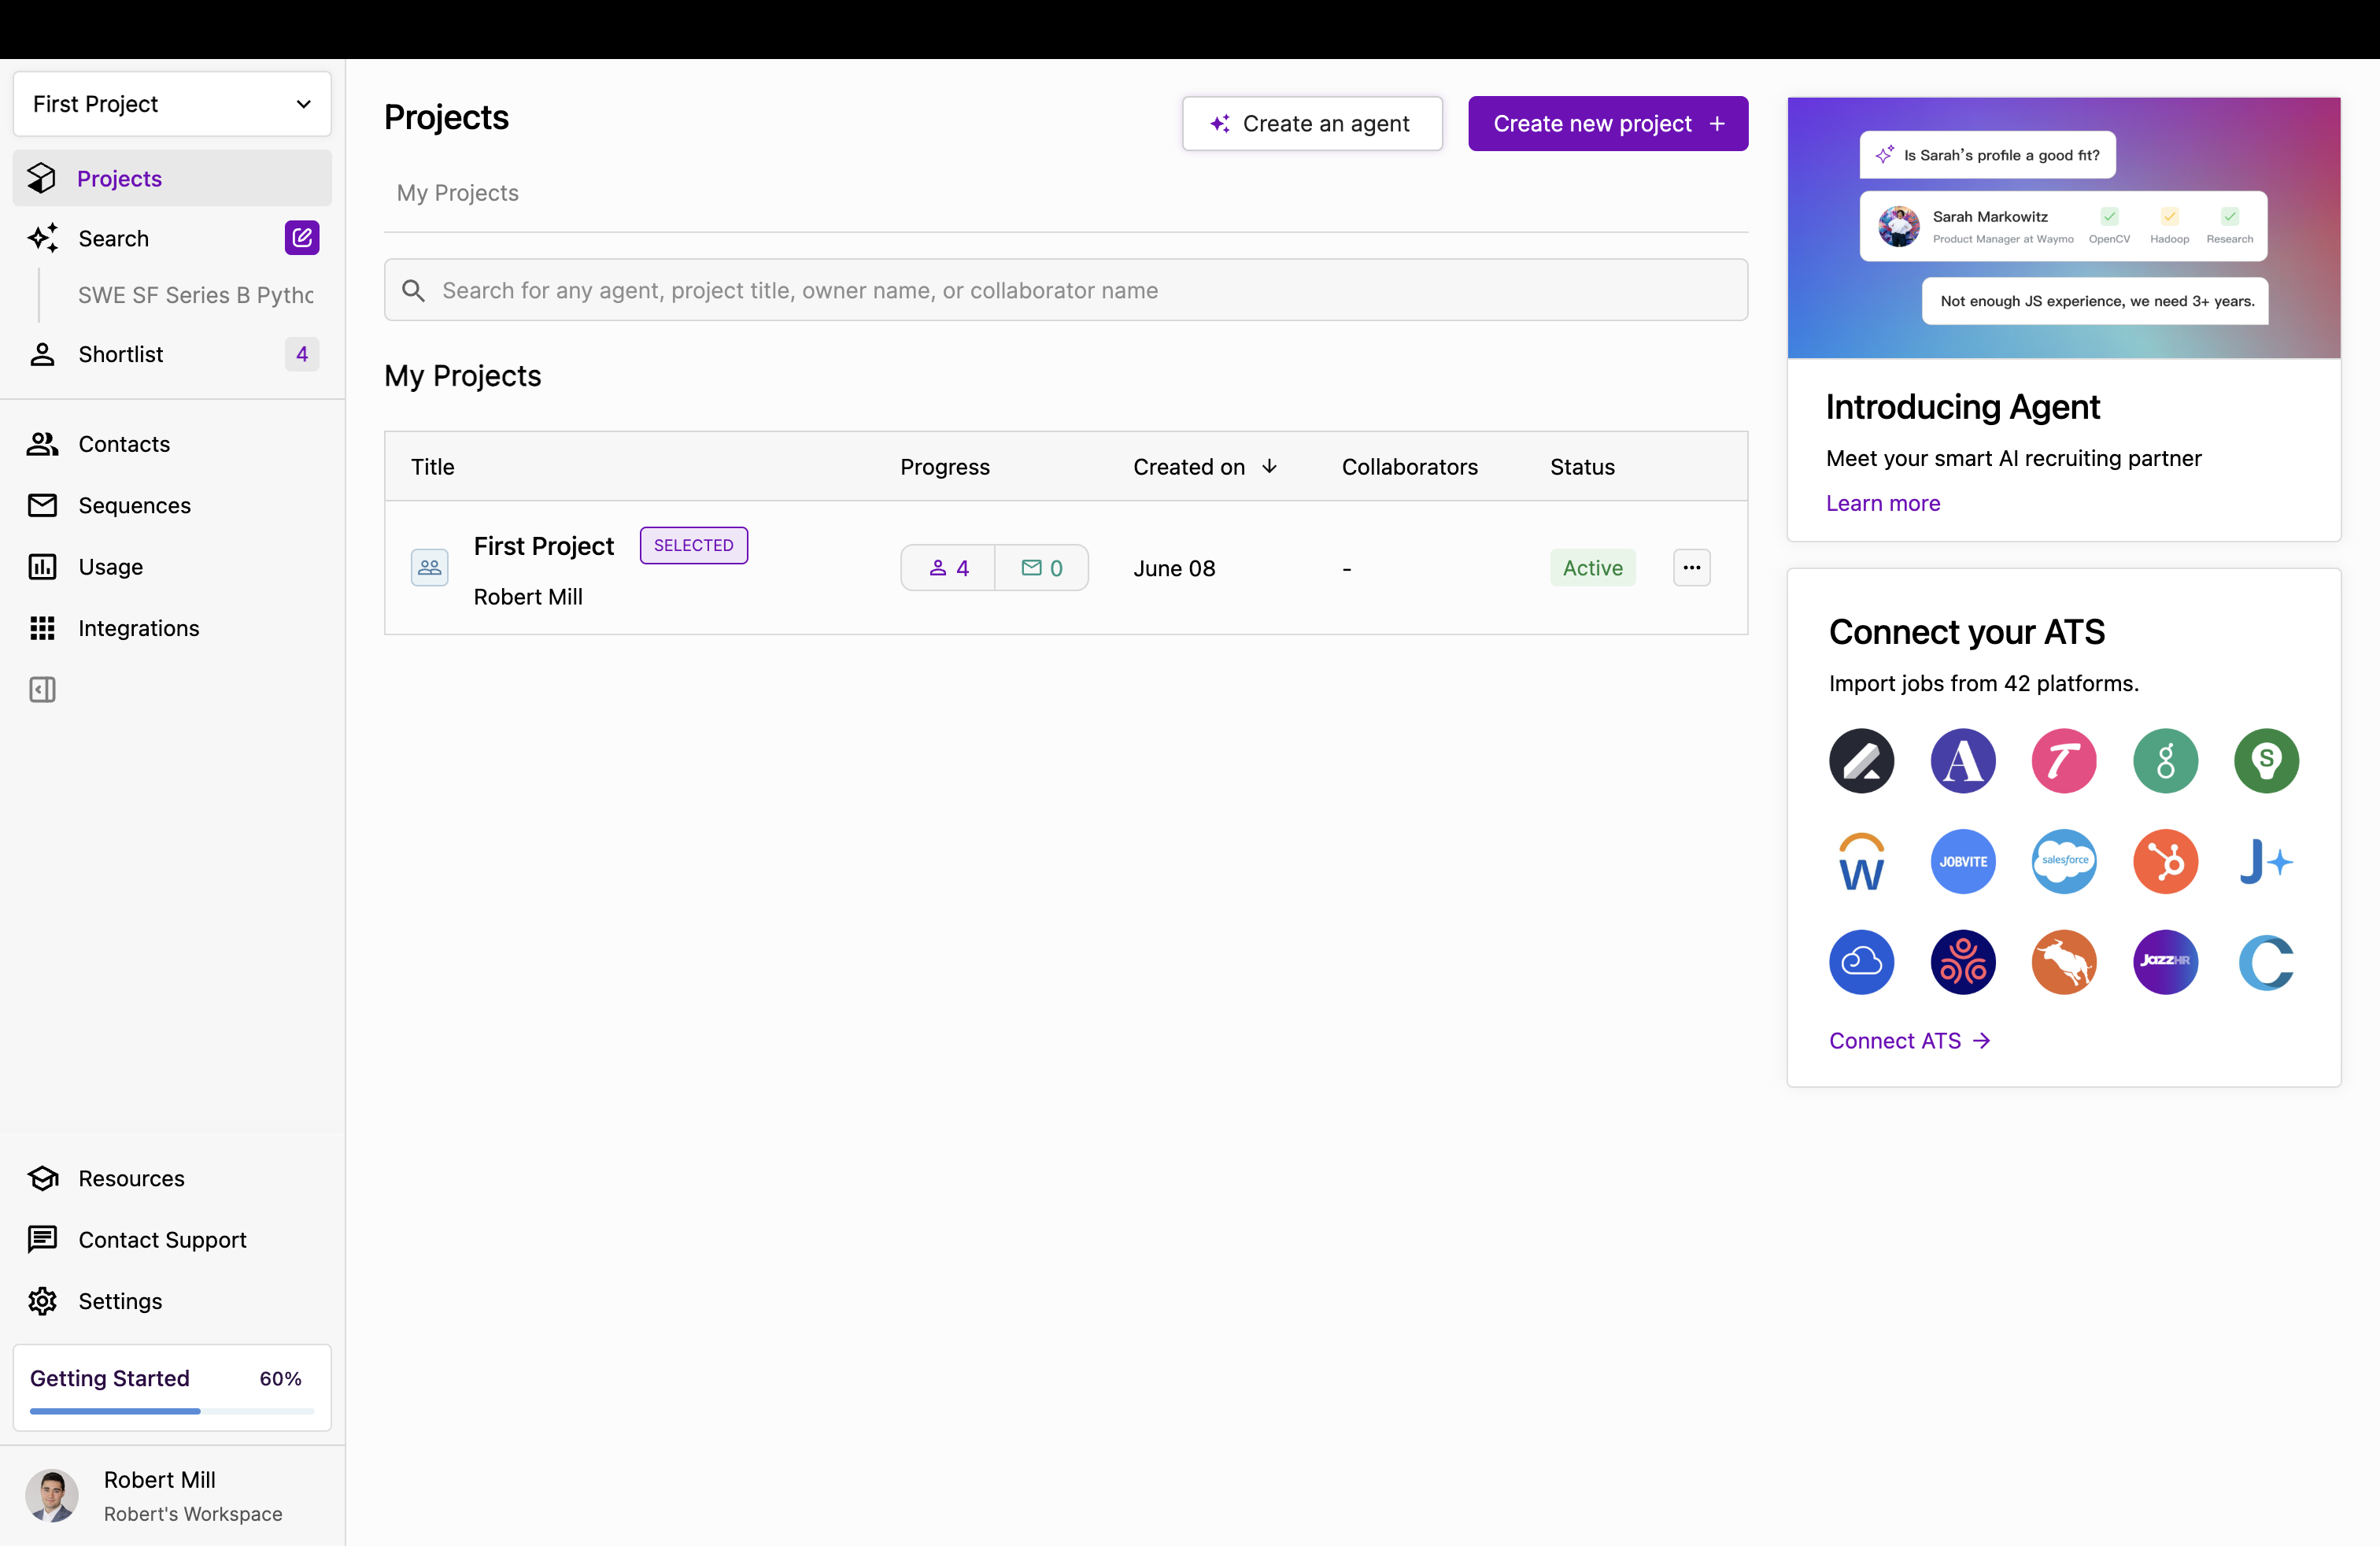 First Project
Projects
Search
SWE SF Series B Pytho
Shortlist
4
Contacts
Sequences
Usage
Integrations
Resources
Contact Support
Settings
Getting Started 60%
Robert Mill
Robert's Workspace
Projects
Create an agent
Create new project +
My Projects
Search for any agent, project title, owner name, or collaborator name
My Projects
Title Progress Created on Collaborators Status
First Project SELECTED
Robert Mill
4 0 June 08 - Active
Is Sarah's profile a good fit?
Sarah Markowitz
Product Manager at Waymo
OpenCV Hadoop Research
Not enough JS experience, we need 3+ years.
Introducing Agent
Meet your smart AI recruiting partner
Learn more
Connect your ATS
Import jobs from 42 platforms.
A T g S
W JOBVITE salesforce J+
JazzHR C
Connect ATS →